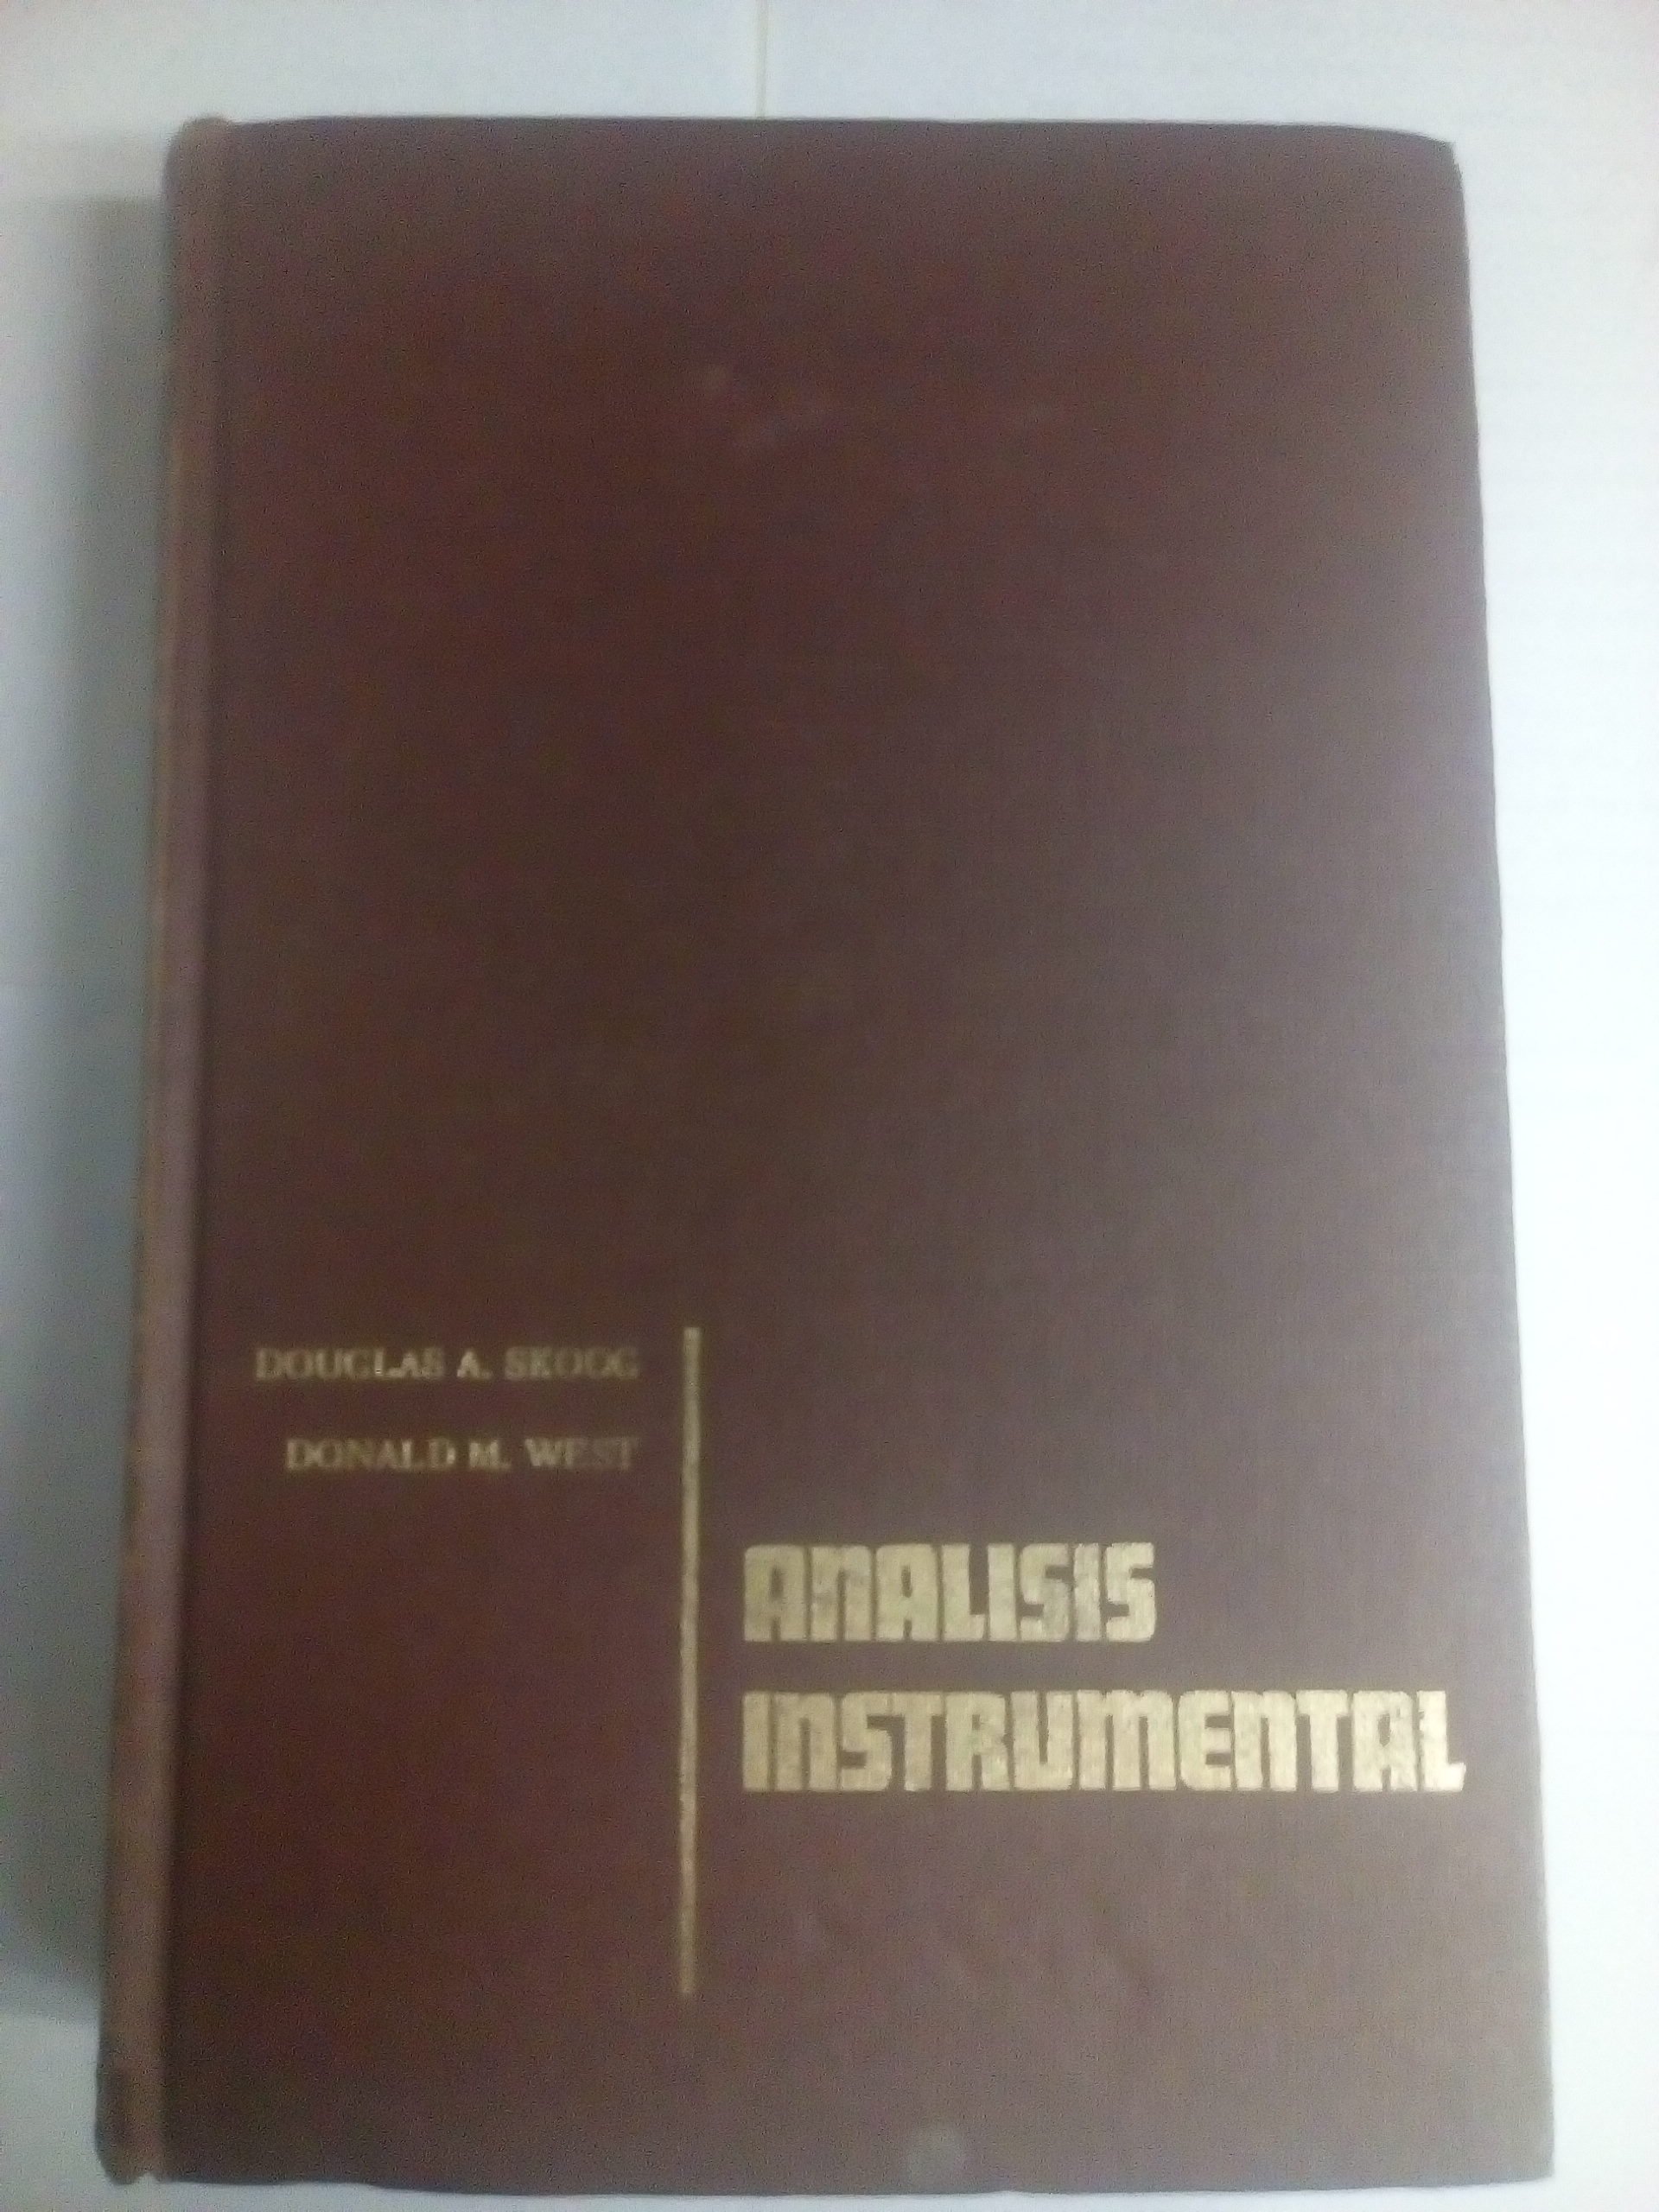 DOUGLAS A. SKOOG
DONALD M. WEST
ANALISIS
INSTRUMENTAL